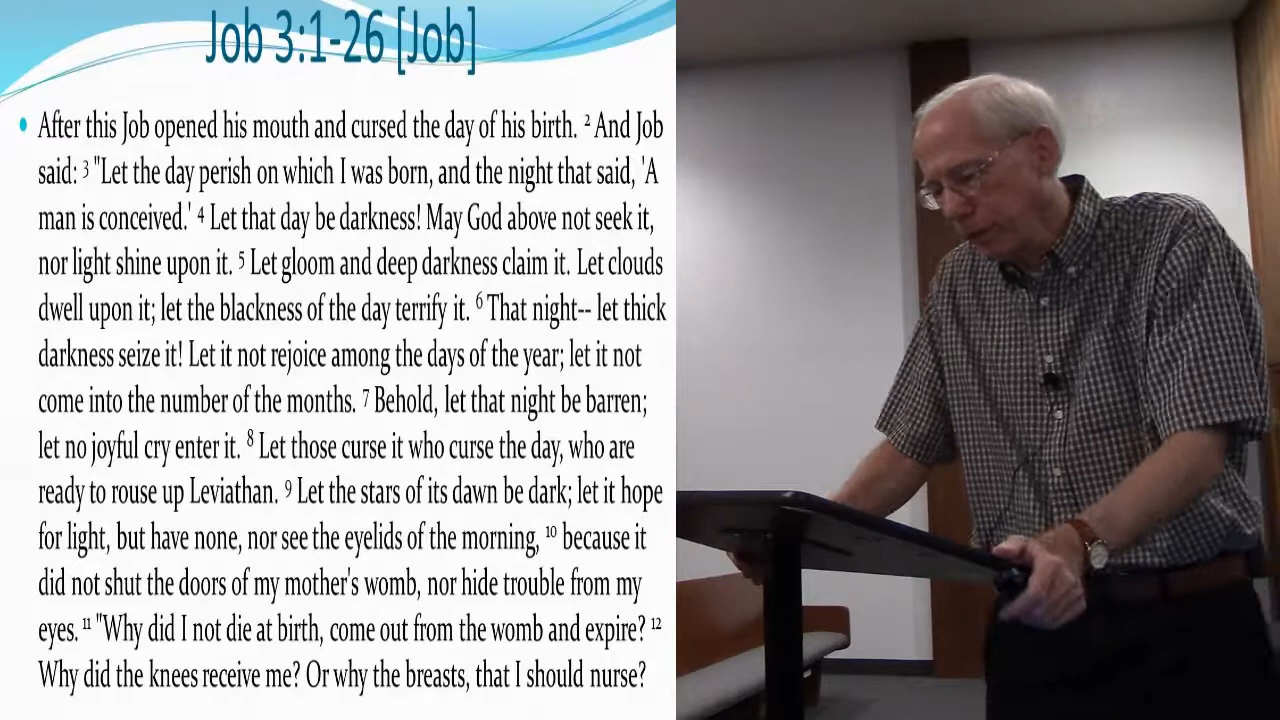 Job 3:1-26 [Job]
• After this Job opened his mouth and cursed the day of his birth. ² And Job
said: ³ "Let the day perish on which I was born, and the night that said, 'A
man is conceived.' ⁴ Let that day be darkness! May God above not seek it,
nor light shine upon it. ⁵ Let gloom and deep darkness claim it. Let clouds
dwell upon it; let the blackness of the day terrify it. ⁶ That night-- let thick
darkness seize it! Let it not rejoice among the days of the year; let it not
come into the number of the months. ⁷ Behold, let that night be barren;
let no joyful cry enter it. ⁸ Let those curse it who curse the day, who are
ready to rouse up Leviathan. ⁹ Let the stars of its dawn be dark; let it hope
for light, but have none, nor see the eyelids of the morning, ¹⁰ because it
did not shut the doors of my mother's womb, nor hide trouble from my
eyes. ¹¹ "Why did I not die at birth, come out from the womb and expire? ¹²
Why did the knees receive me? Or why the breasts, that I should nurse?